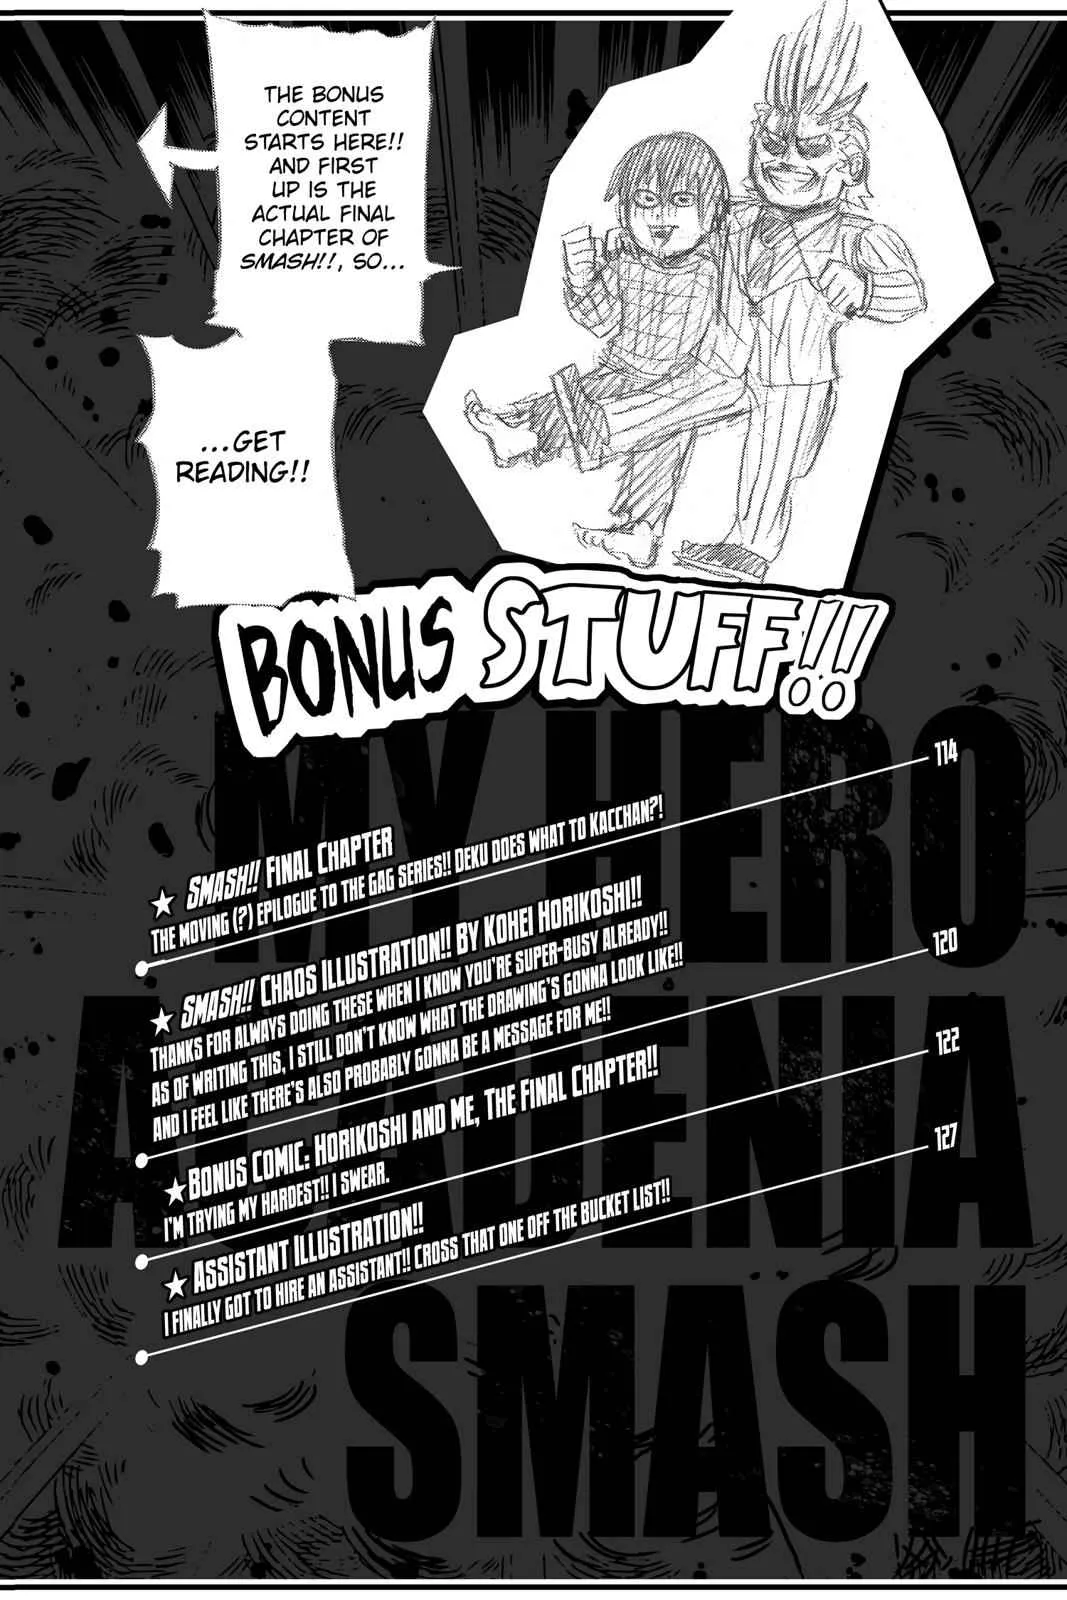 THE BONUS
CONTENT
STARTS HERE!!
AND FIRST
UP IS THE
ACTUAL FINAL
CHAPTER OF
SMASH!!, SO...
...GET
READING!!
BONUS STUFF!!
MY HERO
ACADEMIA
SMASH
114
★ SMASH!! FINAL CHAPTER
THE MOVING (?) EPILOGUE TO THE GAG SERIES!! DEKU DOES WHAT TO KACCHAN?!
120
★ SMASH!! CHAOS ILLUSTRATION!! BY KOHEI HORIKOSHI!!
THANKS FOR ALWAYS DOING THESE WHEN I KNOW YOU'RE SUPER-BUSY ALREADY!!
AS OF WRITING THIS, I STILL DON'T KNOW WHAT THE DRAWING'S GONNA LOOK LIKE!!
AND I FEEL LIKE THERE'S ALSO PROBABLY GONNA BE A MESSAGE FOR ME!!
122
★ BONUS COMIC: HORIKOSHI AND ME, THE FINAL CHAPTER!!
I'M TRYING MY HARDEST!! I SWEAR.
127
★ ASSISTANT ILLUSTRATION!!
I FINALLY GOT TO HIRE AN ASSISTANT!! CROSS THAT ONE OFF THE BUCKET LIST!!